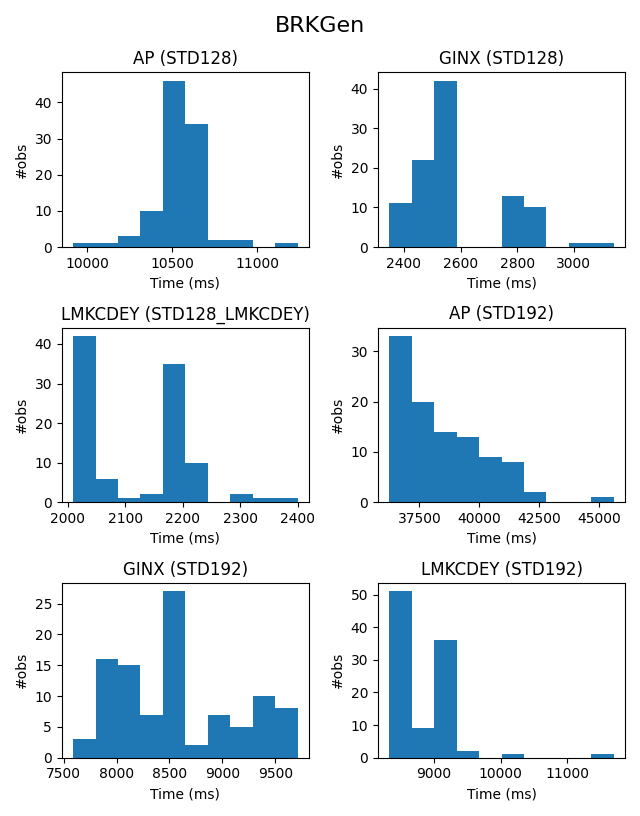 BRKGen
AP (STD128)
#obs
0
10
20
30
40
10000 10500 11000
Time (ms)
GINX (STD128)
#obs
0
10
20
30
40
2400 2600 2800 3000
Time (ms)
LMKCDEY (STD128_LMKCDEY)
#obs
0
10
20
30
40
2000 2100 2200 2300 2400
Time (ms)
AP (STD192)
#obs
0
10
20
30
37500 40000 42500 45000
Time (ms)
GINX (STD192)
#obs
0
5
10
15
20
25
7500 8000 8500 9000 9500
Time (ms)
LMKCDEY (STD192)
#obs
0
10
20
30
40
50
9000 10000 11000
Time (ms)